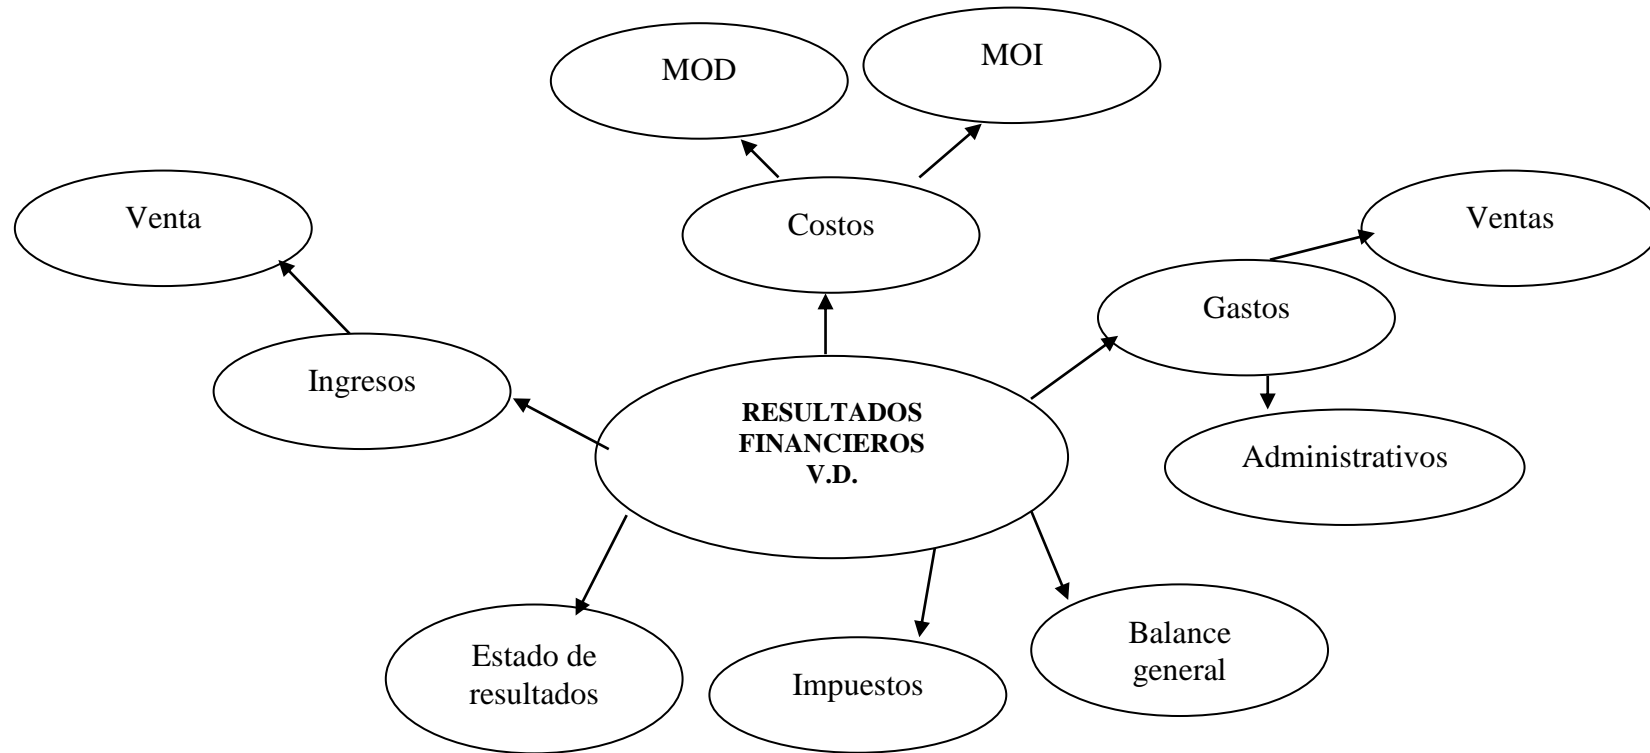 MOD
MOI
Venta
Costos
Ventas
Gastos
Ingresos
RESULTADOS
FINANCIEROS
V.D.
Administrativos
Estado de
resultados
Impuestos
Balance
general